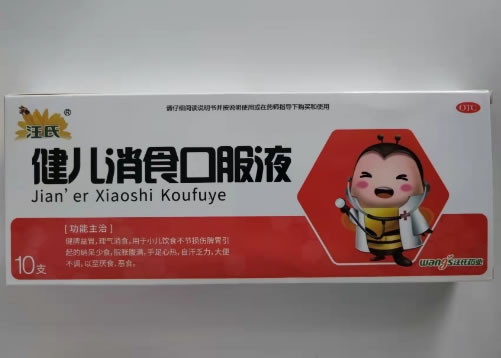 请仔细阅读说明书并按说明使用或在药师指导下购买和使用
OTC
汪氏®
健儿消食口服液
Jian'er Xiaoshi Koufuye
[功能主治]
健脾益胃，理气消食。用于小儿饮食不节损伤脾胃引
起的纳呆少食，脘胀腹满，手足心热，自汗乏力，大便
不调，以至厌食、恶食。
10支
wang's汪氏药业